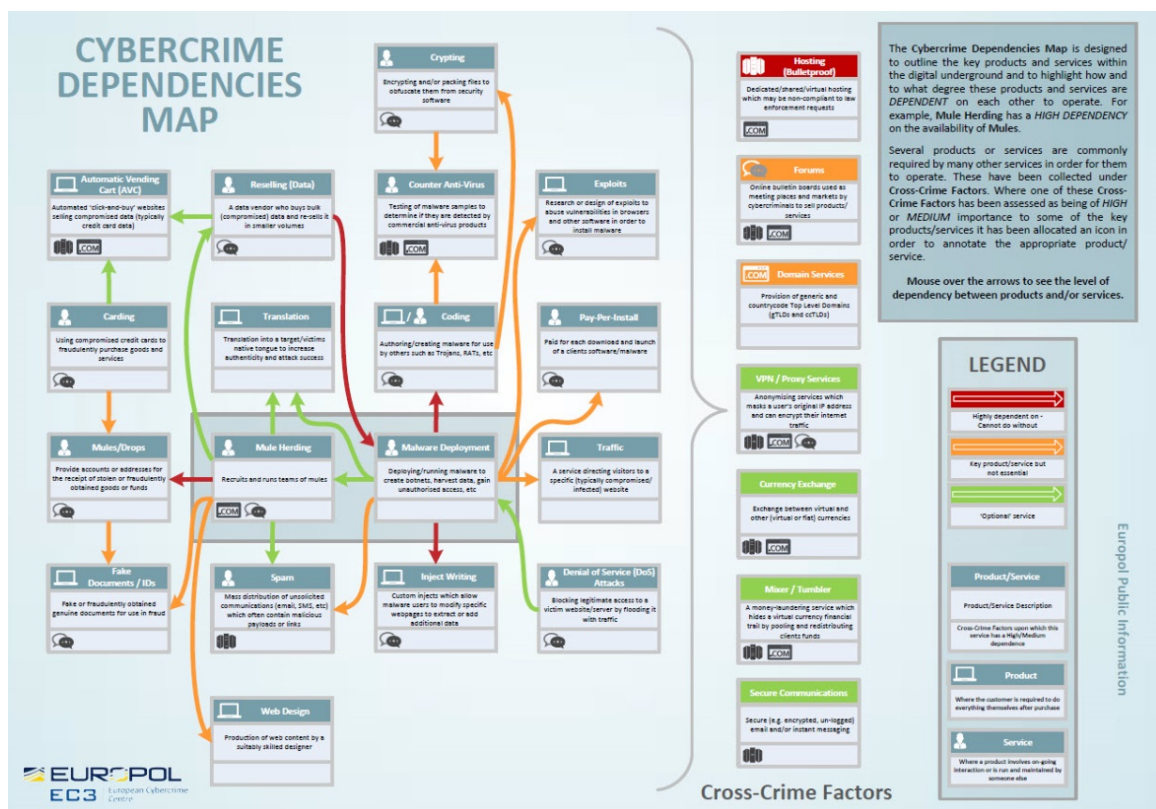 CYBERCRIME
DEPENDENCIES
MAP
Crypting
Encrypting and/or packing files to
obfuscate them from security
software
Automatic Vending
Cart (AVC)
Automated 'click-and-buy' websites
selling compromised data (typically
credit card data)
.COM
Reselling (Data)
A data vendor who buys bulk
(compromised) data and re-sells it
in smaller volumes
Counter Anti-Virus
Testing of malware samples to
determine if they are detected by
commercial anti-virus products
.COM
Exploits
Research or design of exploits to
abuse vulnerabilities in browsers
and other software in order to
install malware
Carding
Using compromised credit cards to
fraudulently purchase goods and
services
Translation
Translation into a target/victims
native tongue to increase
authenticity and attack success
/ Coding
Authoring/creating malware for use
by others such as Trojans, RATs, etc
Pay-Per-Install
Paid for each download and launch
of a clients software/malware
Mules/Drops
Provide accounts or addresses for
the receipt of stolen or fraudulently
obtained goods or funds
Mule Herding
Recruits and runs teams of mules
.COM
Malware Deployment
Deploying/running malware to
create botnets, harvest data, gain
unauthorised access, etc
Traffic
A service directing visitors to a
specific (typically compromised/
infected) website
Fake
Documents / IDs
Fake or fraudulently obtained
genuine documents for use in fraud
Spam
Mass distribution of unsolicited
communications (email, SMS, etc)
which often contain malicious
payloads or links
Inject Writing
Custom injects which allow
malware users to modify specific
webpages to extract or add
additional data
Denial of Service (DoS)
Attacks
Blocking legitimate access to a
victim website/server by flooding it
with traffic
Web Design
Production of web content by a
suitably skilled designer
EUROPOL
EC3
European Cybercrime
Centre
Hosting
(Bulletproof)
Dedicated/shared/virtual hosting
which may be non-compliant to law
enforcement requests
.COM
Forums
Online bulletin boards used as
meeting places and markets by
cybercriminals to sell products/
services
.COM
.COM Domain Services
Provision of generic and
countrycode Top Level Domains
(gTLDs and ccTLDs)
VPN / Proxy Services
Anonymising services which
masks a user's original IP address
and can encrypt their internet
traffic
.COM
Currency Exchange
Exchange between virtual and
other (virtual or fiat) currencies
.COM
Mixer / Tumbler
A money-laundering service which
hides a virtual currency financial
trail by pooling and redistributing
clients funds
.COM
Secure Communications
Secure (e.g. encrypted, un-logged)
email and/or instant messaging
Cross-Crime Factors
The Cybercrime Dependencies Map is designed
to outline the key products and services within
the digital underground and to highlight how and
to what degree these products and services are
DEPENDENT on each other to operate. For
example, Mule Herding has a HIGH DEPENDENCY
on the availability of Mules.
Several products or services are commonly
required by many other services in order for them
to operate. These have been collected under
Cross-Crime Factors. Where one of these Cross-
Crime Factors has been assessed as being of HIGH
or MEDIUM importance to some of the key
products/services it has been allocated an icon in
order to annotate the appropriate product/
service.
Mouse over the arrows to see the level of
dependency between products and/or services.
LEGEND
Highly dependent on -
Cannot do without
Key product/service but
not essential
'Optional' service
Product/Service
Product/Service Description
Cross-Crime Factors upon which this
service has a High/Medium
dependence
Product
Where the customer is required to do
everything themselves after purchase
Service
Where a product involves on-going
interaction or is run and maintained by
someone else
Europol Public Information